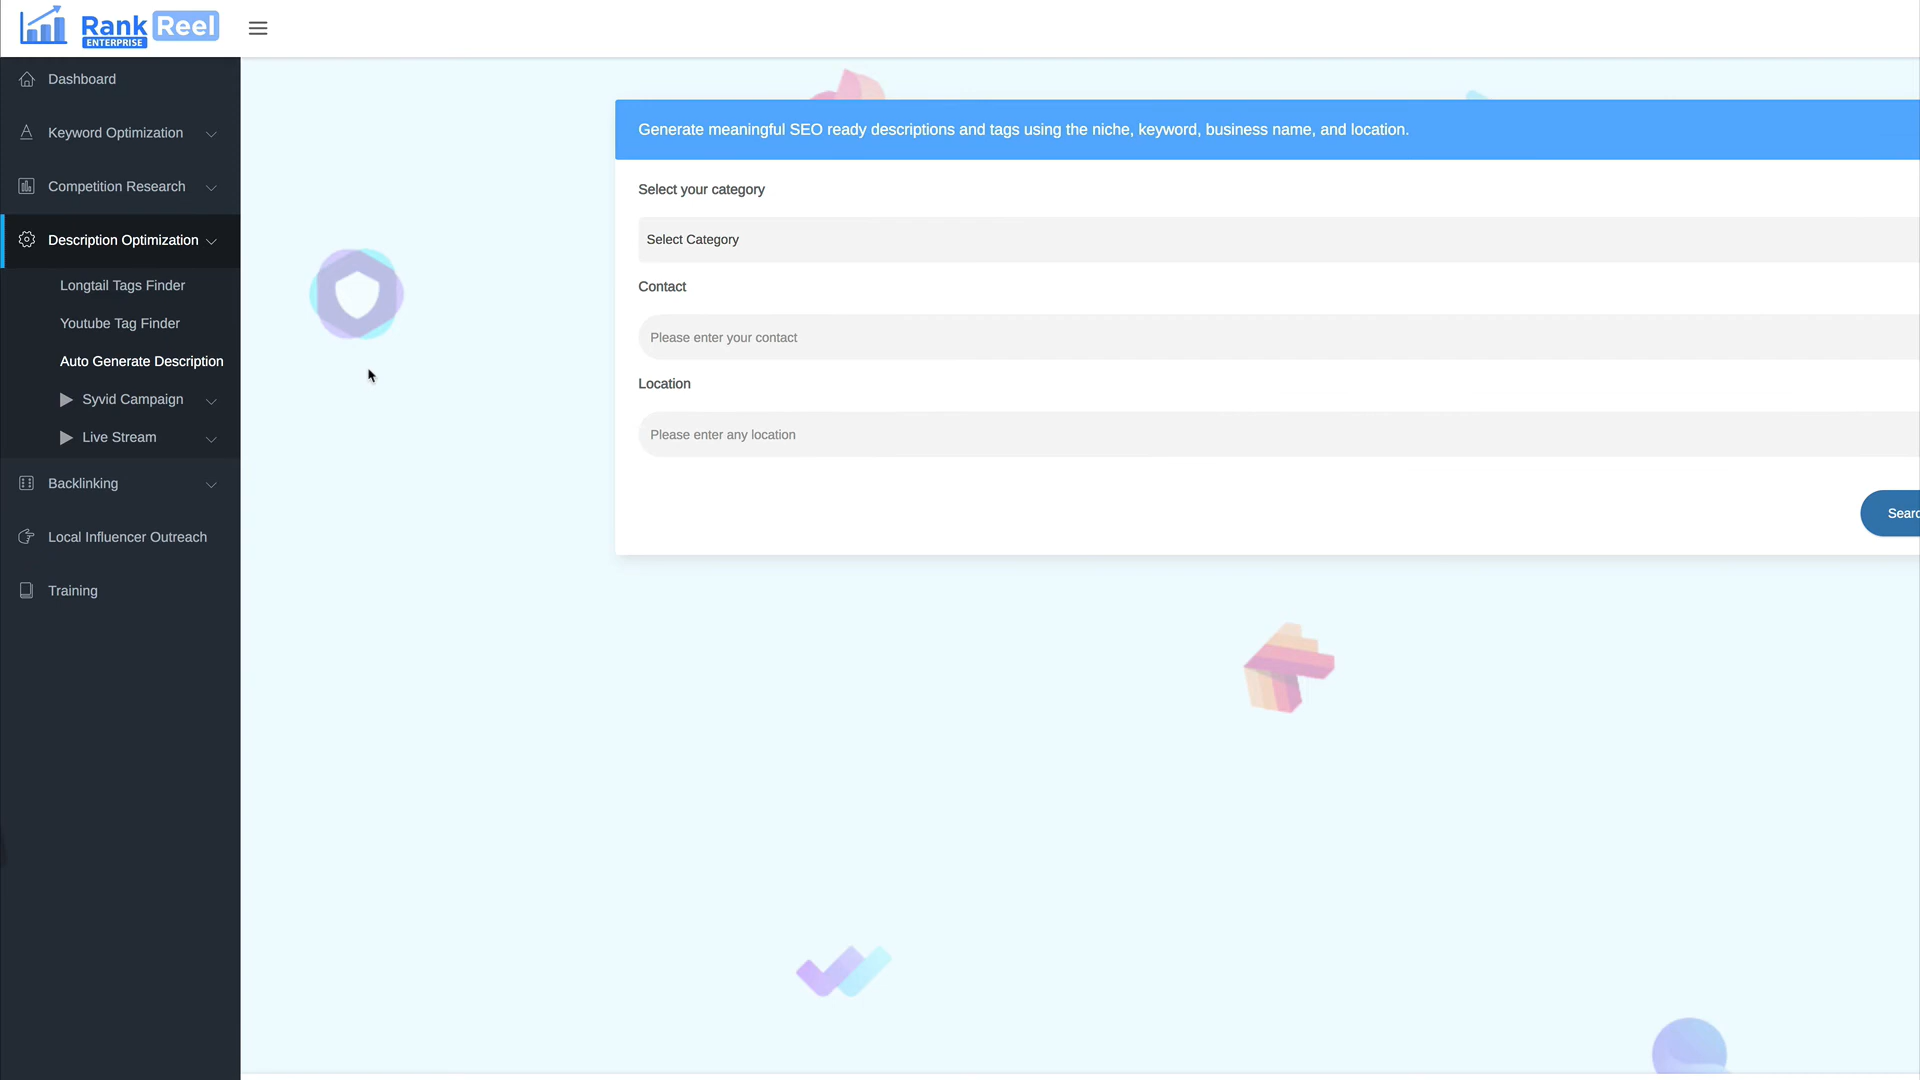 Rank Reel
ENTERPRISE
Dashboard
Keyword Optimization
Competition Research
Description Optimization
Longtail Tags Finder
Youtube Tag Finder
Auto Generate Description
Syvid Campaign
Live Stream
Backlinking
Local Influencer Outreach
Training
Generate meaningful SEO ready descriptions and tags using the niche, keyword, business name, and location.
Select your category
Select Category
Contact
Please enter your contact
Location
Please enter any location
Searc